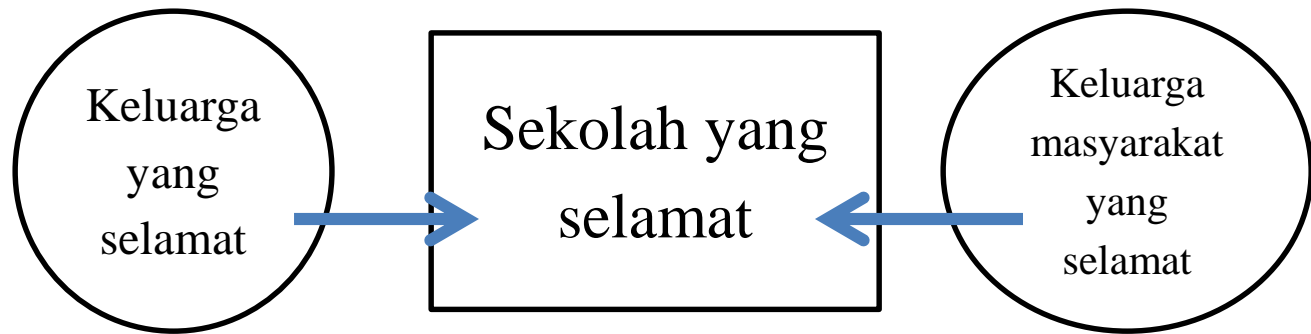 Keluarga
yang
selamat
Sekolah yang
selamat
Keluarga
masyarakat
yang
selamat